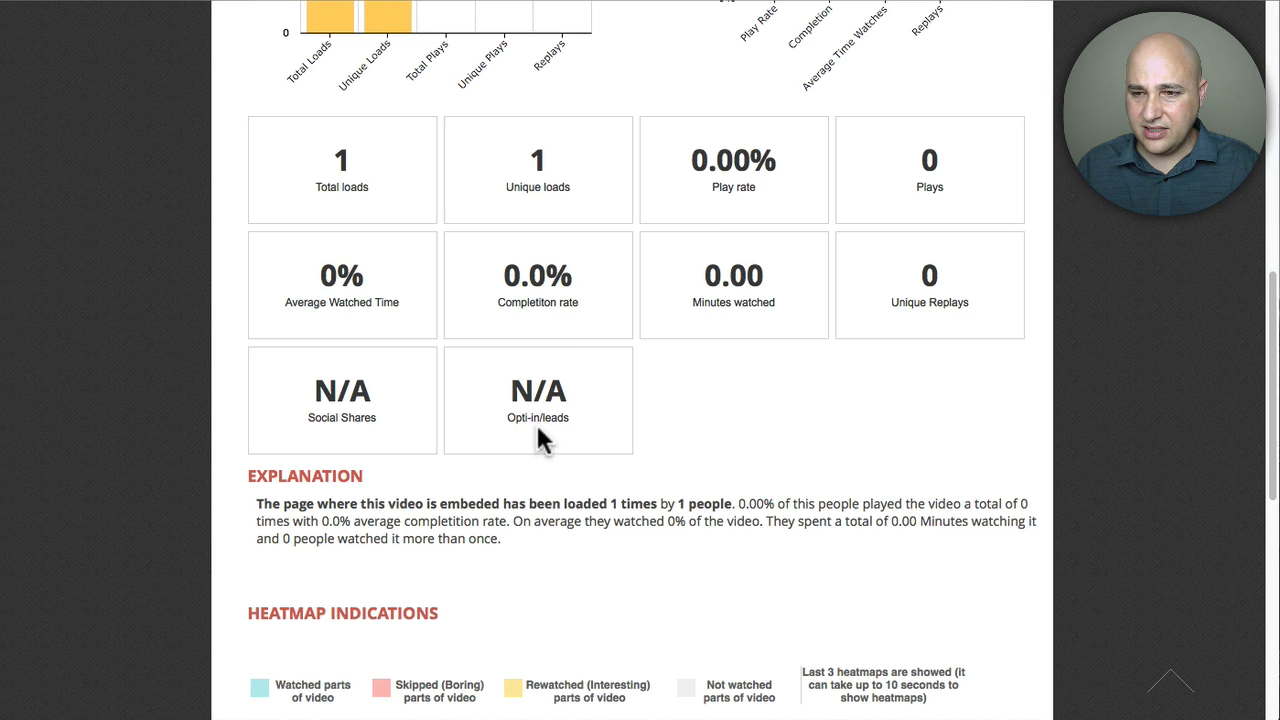 0
Total Loads
Unique Loads
Total Plays
Unique Plays
Replays
Play Rate
Completion
Average Time Watches
Replays
1
Total loads
1
Unique loads
0.00%
Play rate
0
Plays
0%
Average Watched Time
0.0%
Completiton rate
0.00
Minutes watched
0
Unique Replays
N/A
Social Shares
N/A
Opti-in/leads
EXPLANATION
The page where this video is embeded has been loaded 1 times by 1 people. 0.00% of this people played the video a total of 0
times with 0.0% average completition rate. On average they watched 0% of the video. They spent a total of 0.00 Minutes watching it
and 0 people watched it more than once.
HEATMAP INDICATIONS
Watched parts
of video
Skipped (Boring)
parts of video
Rewatched (Interesting)
parts of video
Not watched
parts of video
Last 3 heatmaps are showed (it
can take up to 10 seconds to
show heatmaps)